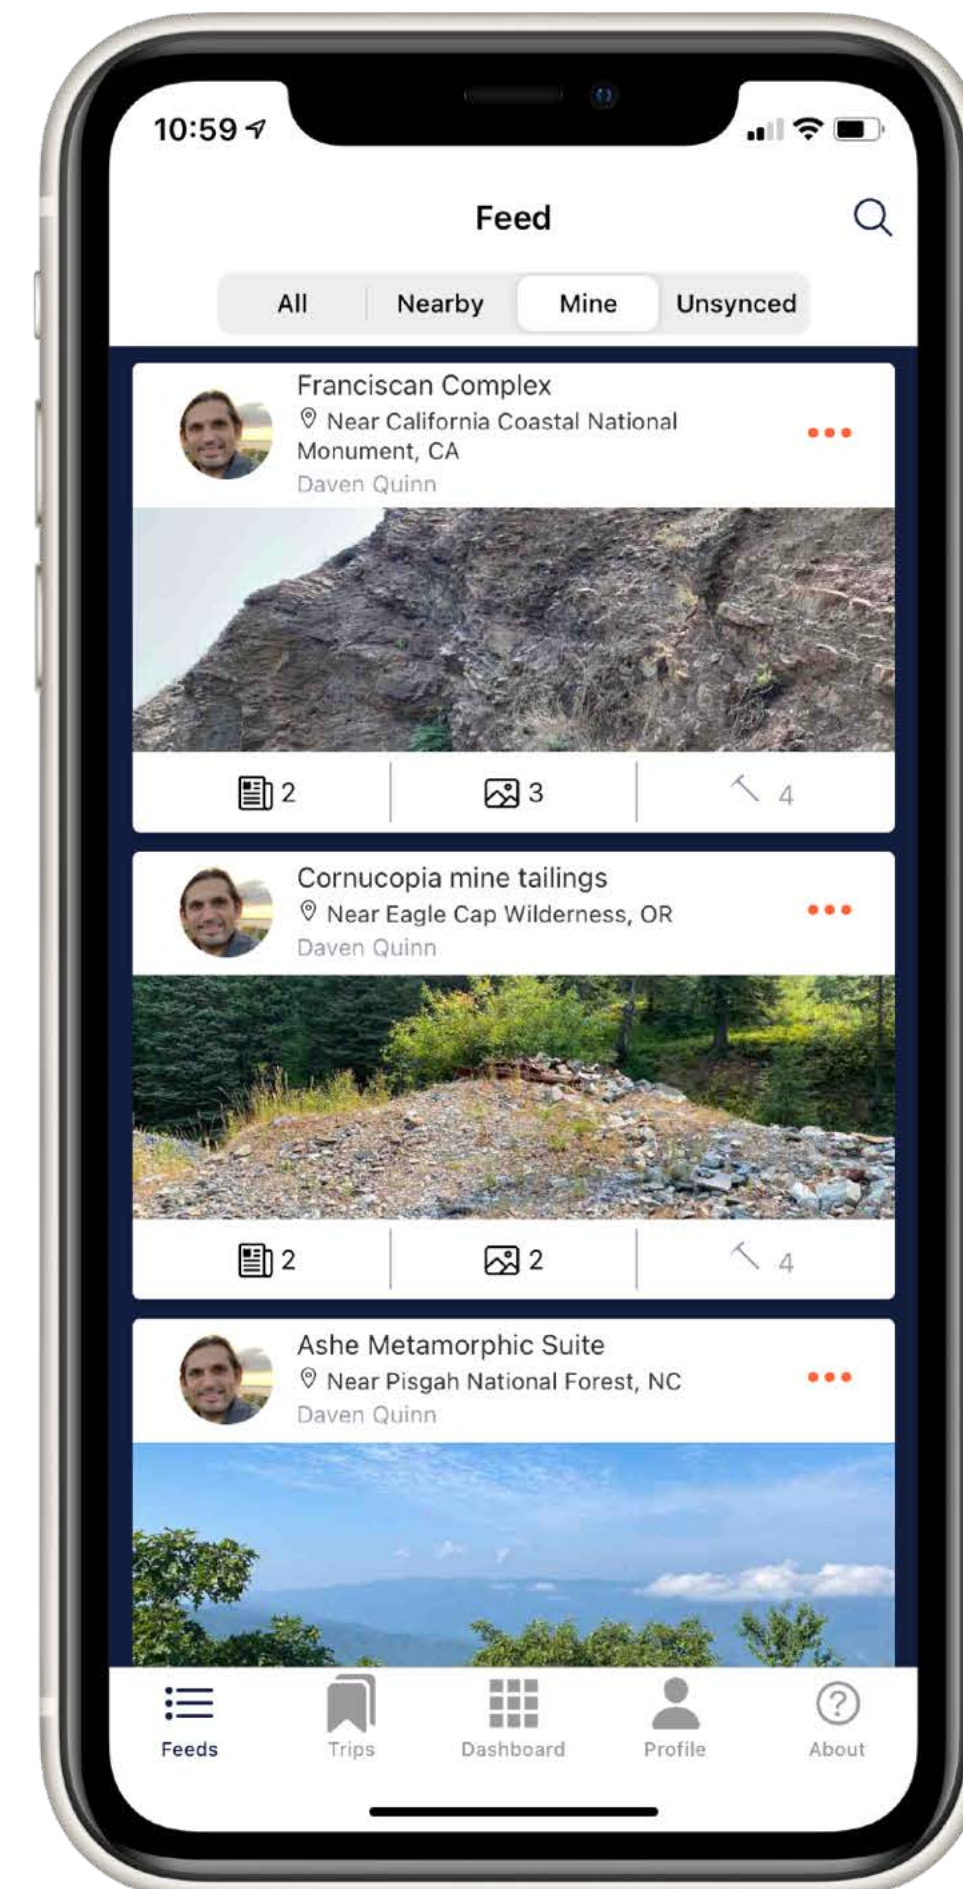 10:59
Feed
All Nearby Mine Unsynced
Franciscan Complex
Near California Coastal National
Monument, CA
Daven Quinn
2 3 4
Cornucopia mine tailings
Near Eagle Cap Wilderness, OR
Daven Quinn
2 2 4
Ashe Metamorphic Suite
Near Pisgah National Forest, NC
Daven Quinn
Feeds Trips Dashboard Profile About